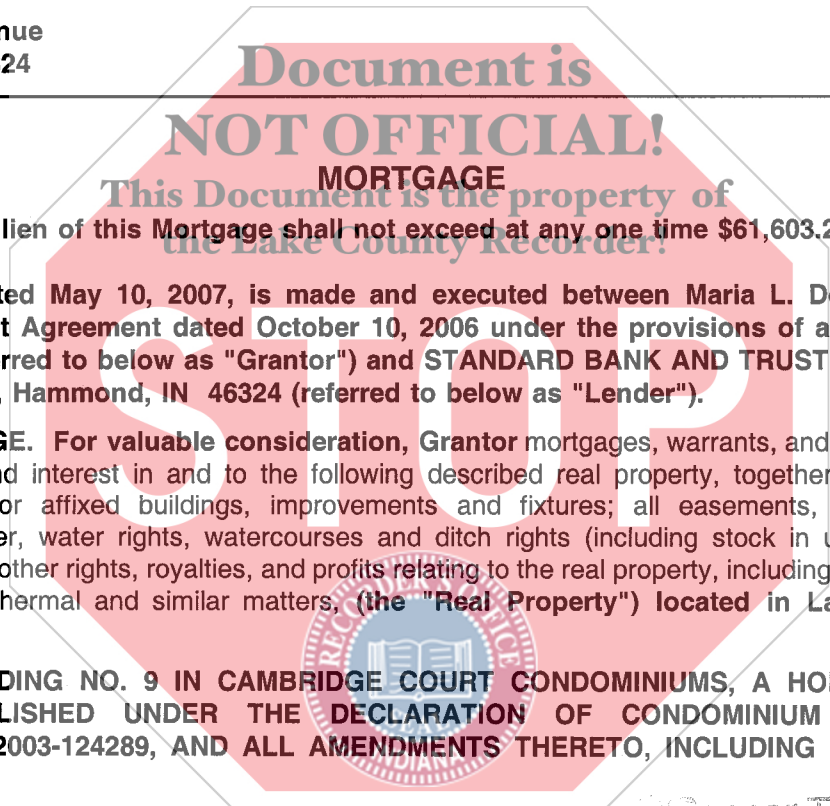 nue
24
Document is
NOT OFFICIAL!
MORTGAGE
This Document is the property of
lien of this Mortgage shall not exceed at any one time $61,603.2
the Lake County Recorder!
ted May 10, 2007, is made and executed between Maria L. D
t Agreement dated October 10, 2006 under the provisions of a
rred to below as "Grantor") and STANDARD BANK AND TRUST
, Hammond, IN 46324 (referred to below as "Lender").
GE. For valuable consideration, Grantor mortgages, warrants, and
nd interest in and to the following described real property, together
or affixed buildings, improvements and fixtures; all easements,
er, water rights, watercourses and ditch rights (including stock in u
other rights, royalties, and profits relating to the real property, including
hermal and similar matters, (the "Real Property") located in La
STOP
RECORDER'S OFFICE
DING NO. 9 IN CAMBRIDGE COURT CONDOMINIUMS, A HO
LISHED UNDER THE DECLARATION OF CONDOMINIUM
2003-124289, AND ALL AMENDMENTS THERETO, INCLUDING
INDIANA